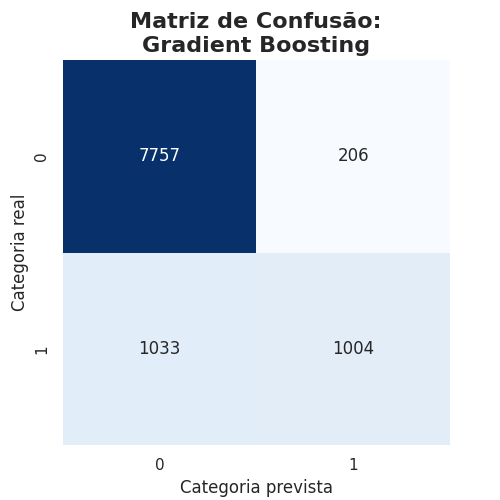 Matriz de Confusão:
Gradient Boosting
Categoria real
0
7757
206
1
1033
1004
0
1
Categoria prevista